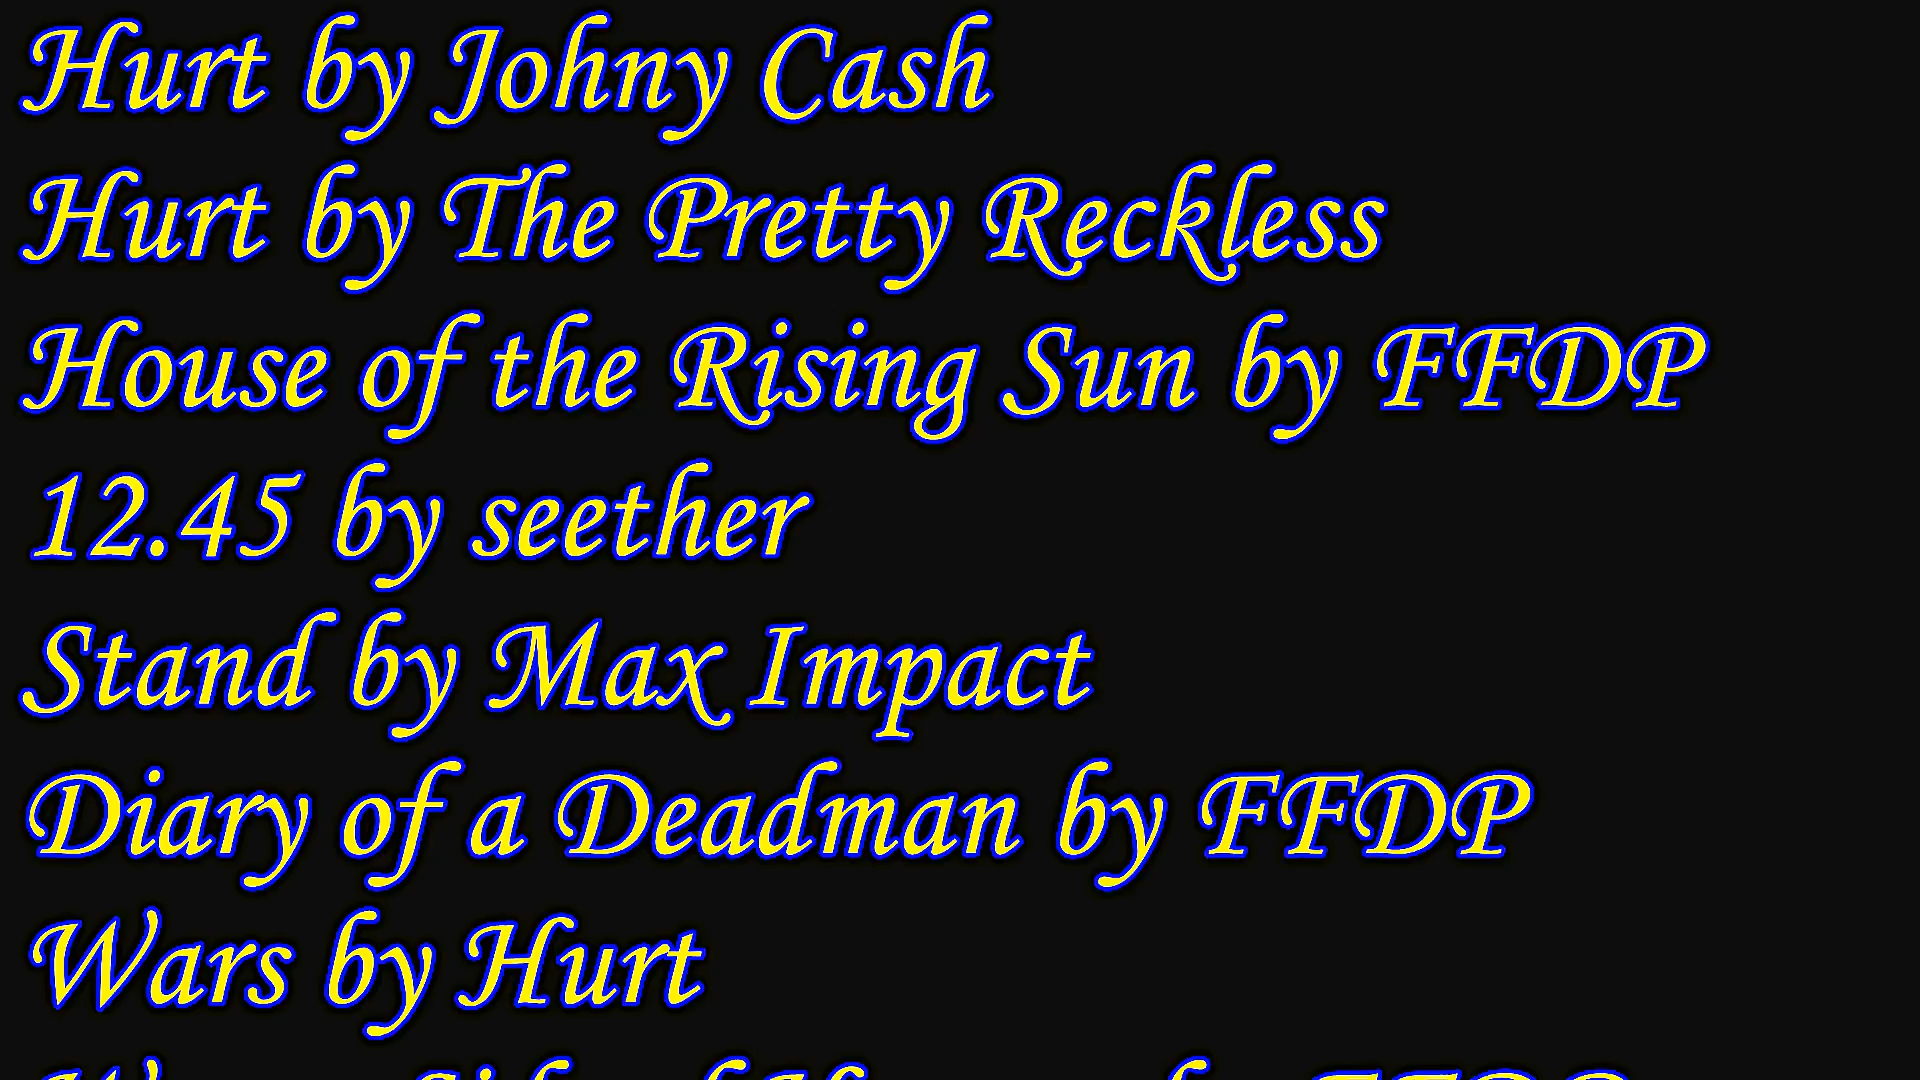 Hurt by Johny Cash
Hurt by The Pretty Reckless
House of the Rising Sun by FFDP
12.45 by seether
Stand by Max Impact
Diary of a Deadman by FFDP
Wars by Hurt